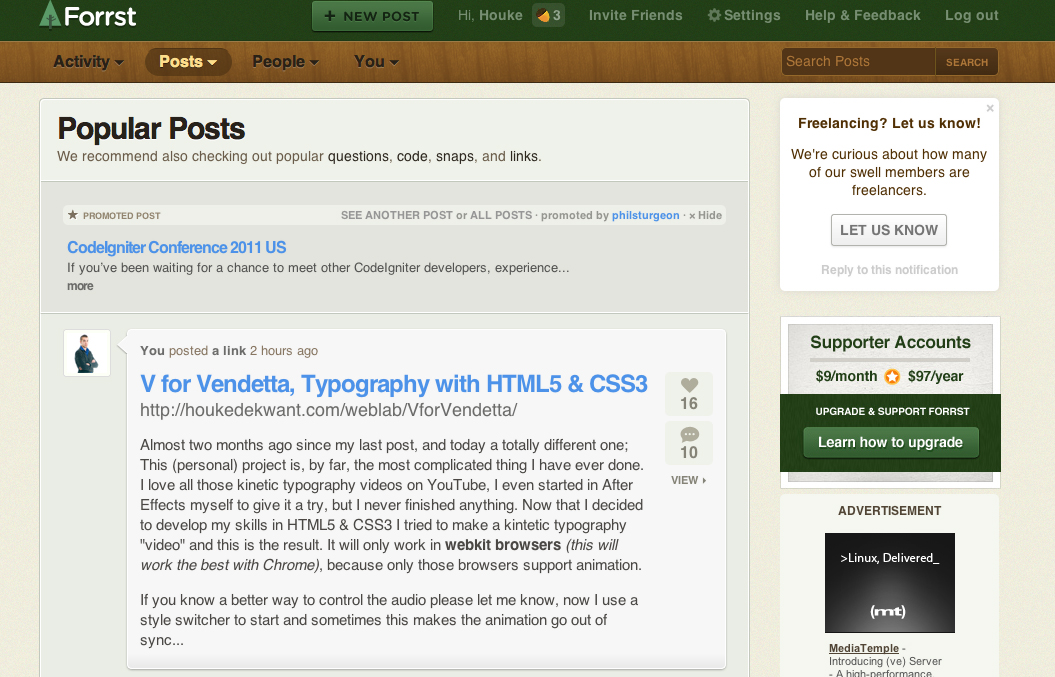 Forrst
+ NEW POST
Hi, Houke 3
Invite Friends
Settings
Help & Feedback
Log out
Activity
Posts
People
You
Search Posts
SEARCH
Popular Posts
We recommend also checking out popular questions, code, snaps, and links.
★ PROMOTED POST
SEE ANOTHER POST or ALL POSTS · promoted by philsturgeon · × Hide
CodeIgniter Conference 2011 US
If you've been waiting for a chance to meet other CodeIgniter developers, experience...
more
You posted a link 2 hours ago
V for Vendetta, Typography with HTML5 & CSS3
http://houkedekwant.com/weblab/VforVendetta/
16
10
VIEW
Almost two months ago since my last post, and today a totally different one;
This (personal) project is, by far, the most complicated thing I have ever done.
I love all those kinetic typography videos on YouTube, I even started in After
Effects myself to give it a try, but I never finished anything. Now that I decided
to develop my skills in HTML5 & CSS3 I tried to make a kintetic typography
"video" and this is the result. It will only work in webkit browsers (this will
work the best with Chrome), because only those browsers support animation.
If you know a better way to control the audio please let me know, now I use a
style switcher to start and sometimes this makes the animation go out of
sync...
×
Freelancing? Let us know!
We're curious about how many
of our swell members are
freelancers.
LET US KNOW
Reply to this notification
Supporter Accounts
$9/month $97/year
UPGRADE & SUPPORT FORRST
Learn how to upgrade
ADVERTISEMENT
>Linux, Delivered_
(mt)
MediaTemple -
Introducing (ve) Server
- A high-performance,